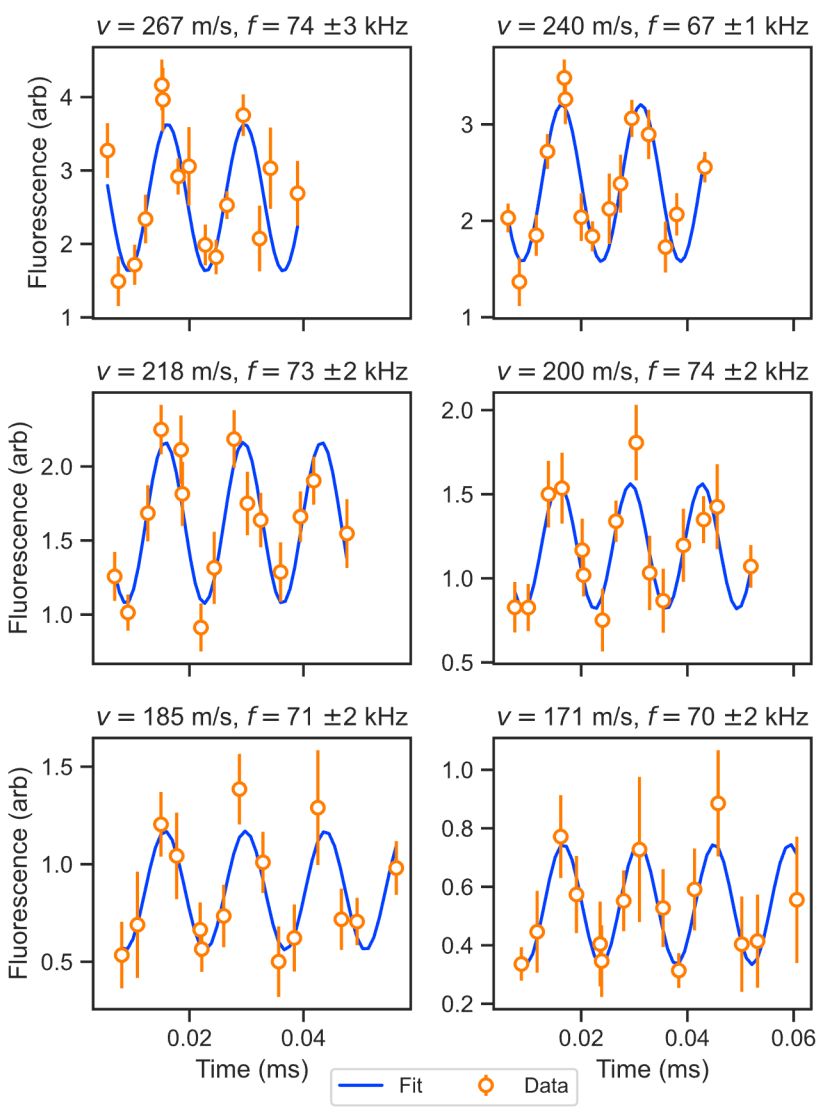 v = 267 m/s, f = 74 ±3 kHz
v = 240 m/s, f = 67 ±1 kHz
Fluorescence (arb)
4
3
2
1
3
2
1
v = 218 m/s, f = 73 ±2 kHz
v = 200 m/s, f = 74 ±2 kHz
Fluorescence (arb)
2.0
1.5
1.0
2.0
1.5
1.0
0.5
v = 185 m/s, f = 71 ±2 kHz
v = 171 m/s, f = 70 ±2 kHz
Fluorescence (arb)
1.5
1.0
0.5
1.0
0.8
0.6
0.4
0.2
0.02 0.04
0.02 0.04 0.06
Time (ms)
Time (ms)
Fit Data